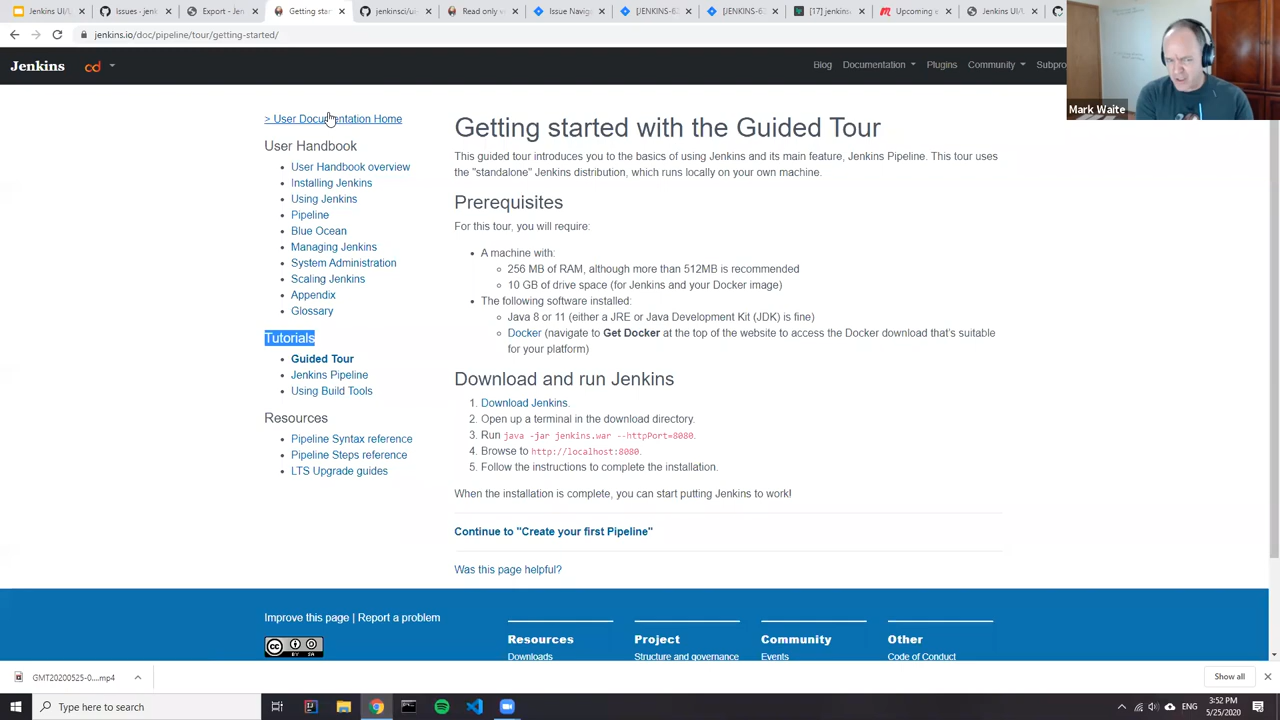 UI/UX
Issues - jen
Export - Jen
Getting star
jenkinsci/uc
Read only v
Issue Navig
[JENKINS-6
[JENKINS-6
[17] jenkins
Upcoming e
Jenkins UI/U
jenkins.io/doc/pipeline/tour/getting-started/
Jenkins
cd
Blog
Documentation
Plugins
Community
Subpro
Mark Waite
> User Documentation Home
User Handbook
User Handbook overview
Installing Jenkins
Using Jenkins
Pipeline
Blue Ocean
Managing Jenkins
System Administration
Scaling Jenkins
Appendix
Glossary
Tutorials
Guided Tour
Jenkins Pipeline
Using Build Tools
Resources
Pipeline Syntax reference
Pipeline Steps reference
LTS Upgrade guides
Getting started with the Guided Tour
This guided tour introduces you to the basics of using Jenkins and its main feature, Jenkins Pipeline. This tour uses
the "standalone" Jenkins distribution, which runs locally on your own machine.
Prerequisites
For this tour, you will require:
A machine with:
256 MB of RAM, although more than 512MB is recommended
10 GB of drive space (for Jenkins and your Docker image)
The following software installed:
Java 8 or 11 (either a JRE or Java Development Kit (JDK) is fine)
Docker (navigate to Get Docker at the top of the website to access the Docker download that's suitable
for your platform)
Download and run Jenkins
1. Download Jenkins.
2. Open up a terminal in the download directory.
3. Run java -jar jenkins.war --httpPort=8080.
4. Browse to http://localhost:8080.
5. Follow the instructions to complete the installation.
When the installation is complete, you can start putting Jenkins to work!
Continue to "Create your first Pipeline"
Was this page helpful?
Improve this page | Report a problem
cc BY SA
Resources
Downloads
Project
Structure and governance
Community
Events
Other
Code of Conduct
GMT20200525-0....mp4
Show all
Type here to search
3:52 PM
5/25/2020